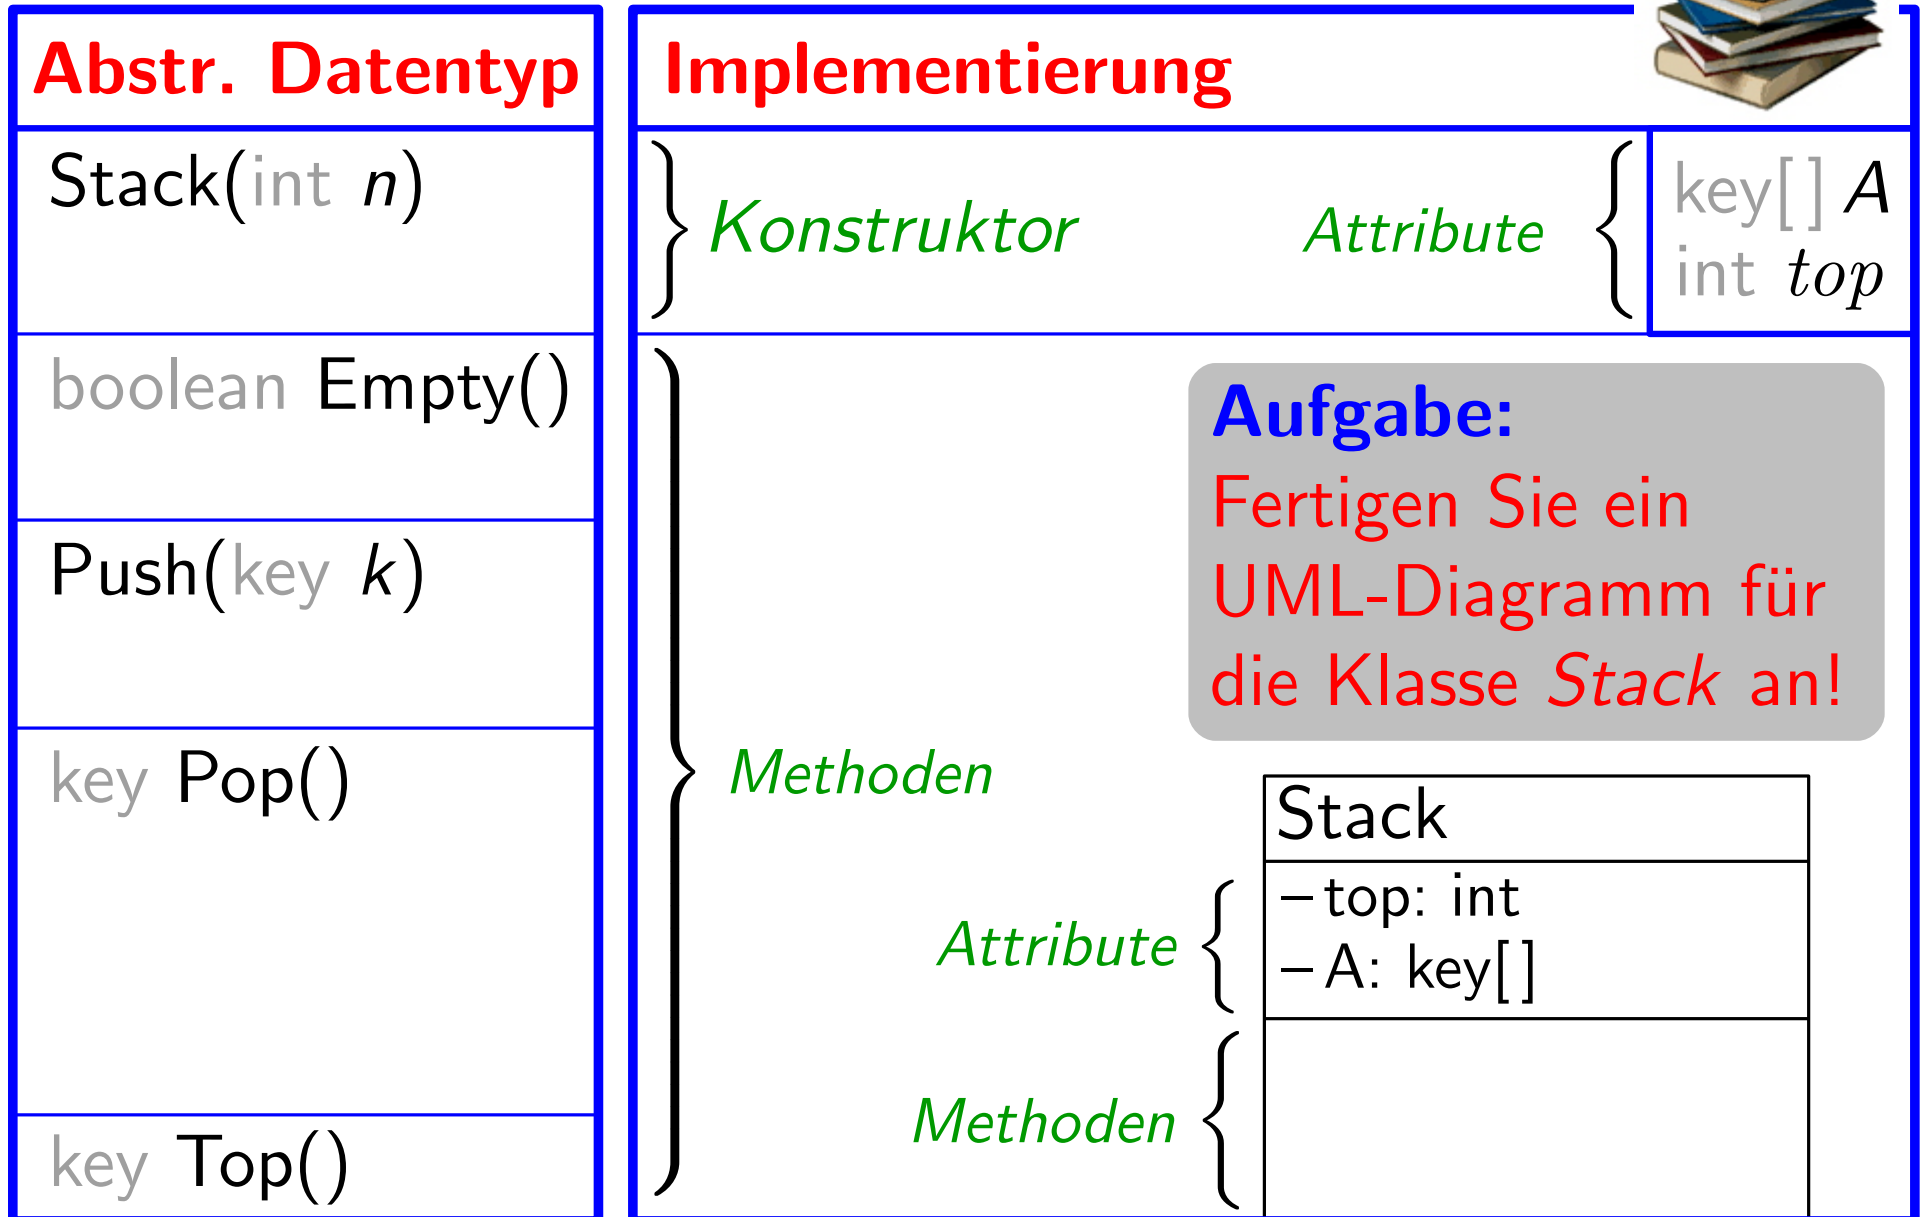 Abstr. Datentyp
Implementierung
Stack(int n)
Konstruktor
Attribute
key[] A
int top
boolean Empty()
Push(key k)
key Pop()
key Top()
Methoden
Aufgabe:
Fertigen Sie ein
UML-Diagramm für
die Klasse Stack an!
Stack
Attribute
–top: int
–A: key[]
Methoden